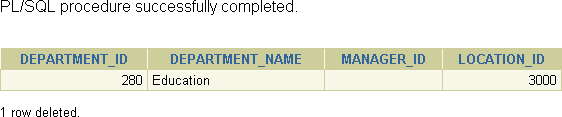 PL/SQL procedure successfully completed.
DEPARTMENT_ID DEPARTMENT_NAME MANAGER_ID LOCATION_ID
280 Education 3000
1 row deleted.